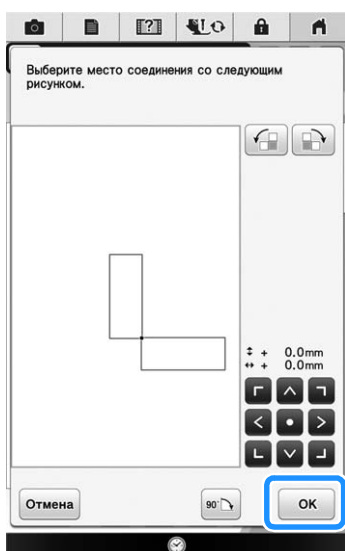 Выберите место соединения со следующим
рисунком.
+ 0.0mm
+ 0.0mm
Отмена
90°
OK